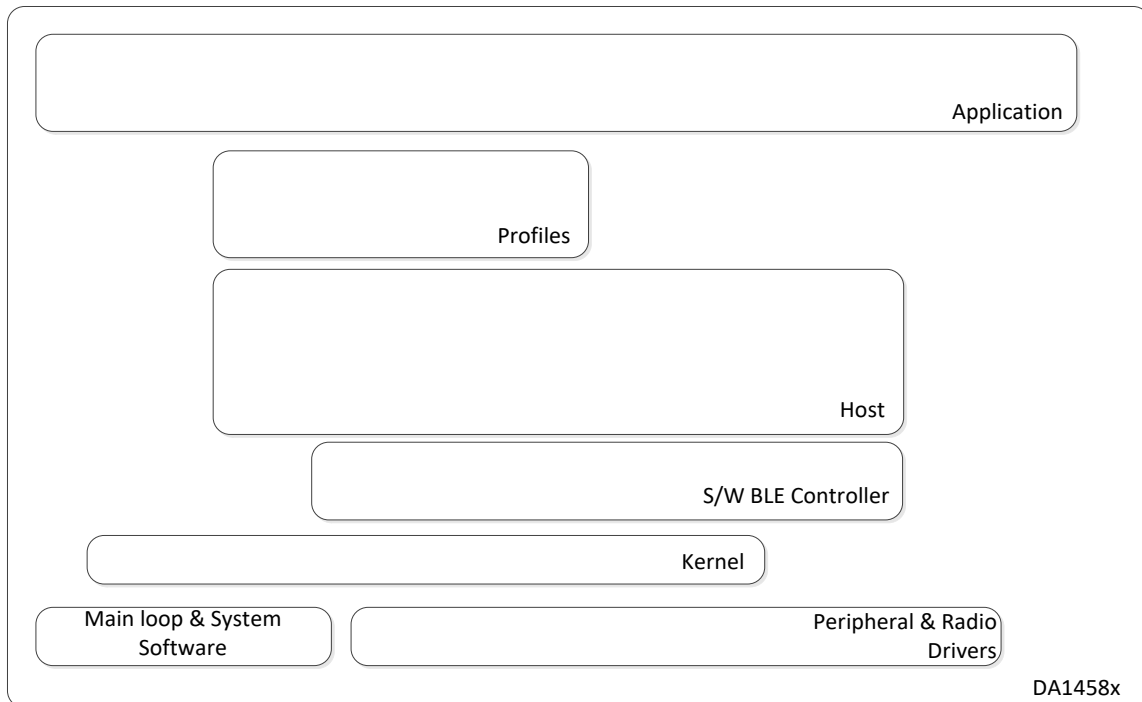 Application
Profiles
Host
S/W BLE Controller
Kernel
Main loop & System
Software
Peripheral & Radio
Drivers
DA1458x